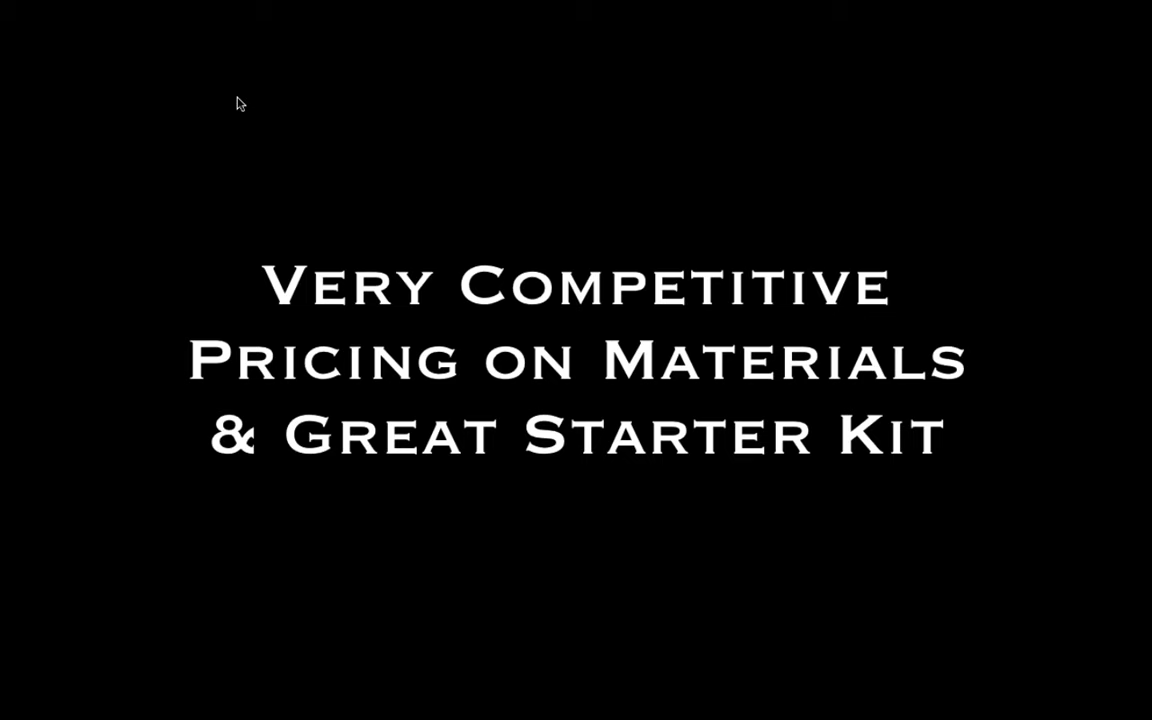 Very Competitive
Pricing on Materials
& Great Starter Kit